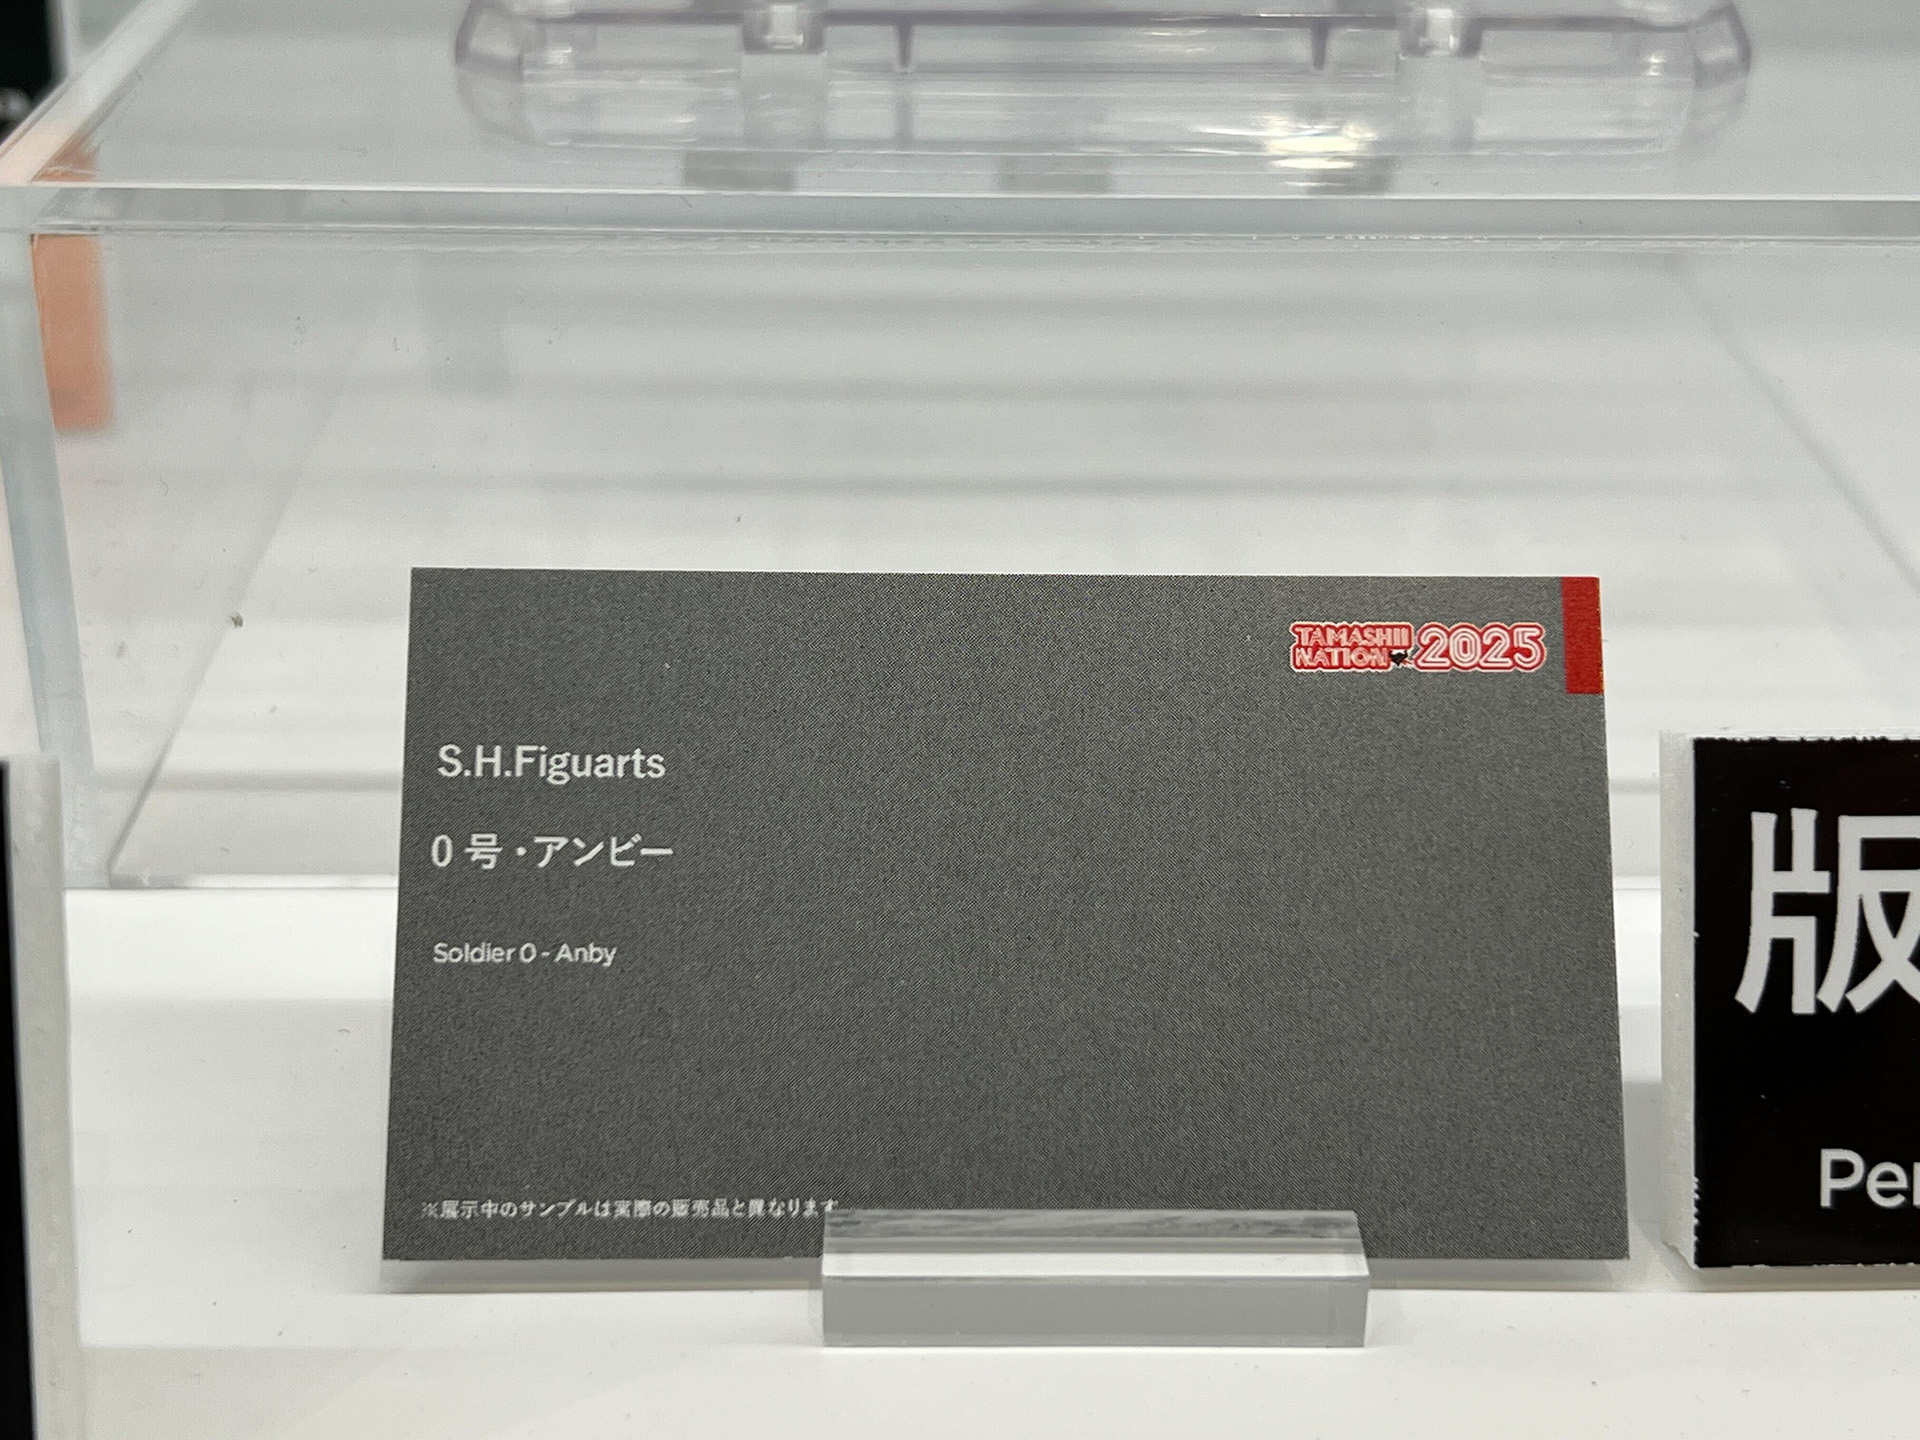 TAMASHII
NATION 2025
S.H.Figuarts
0 号・アンビー
Soldier 0 - Anby
※展示中のサンプルは実際の販売品と異なります
版
Per